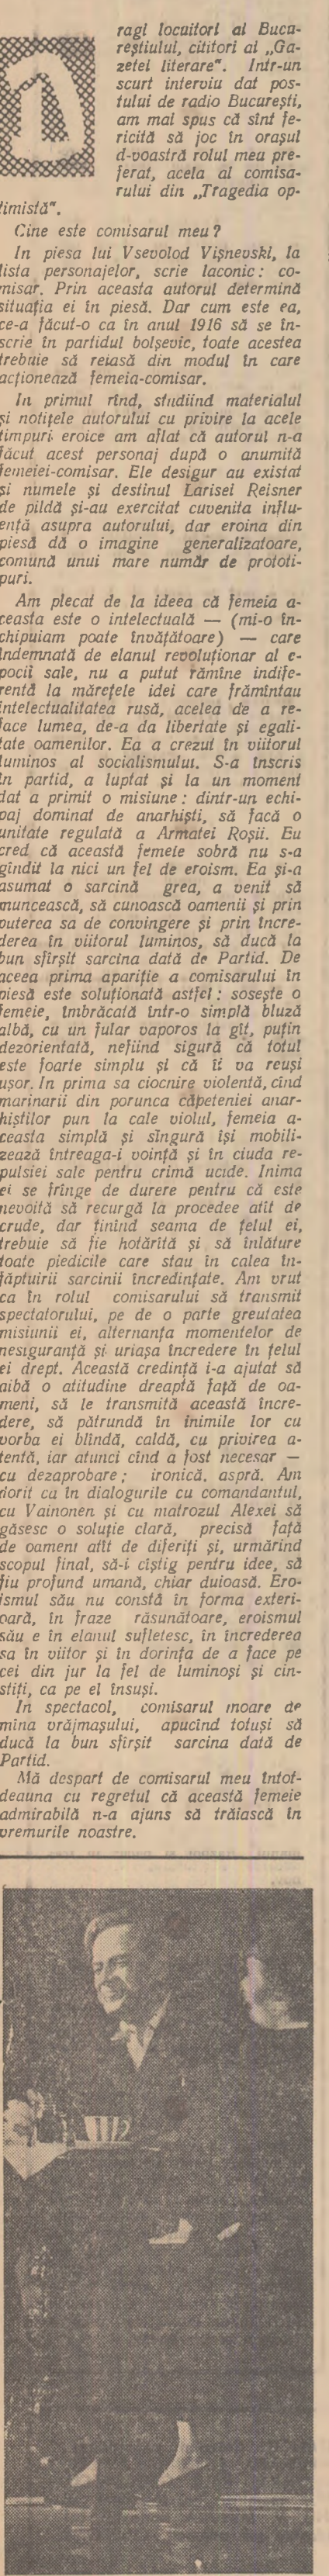 D
ragi locuitori ai Bucu-
reștiului, cititori ai „Ga-
zetei literare". Intr-un
scurt interviu dat pos-
tului de radio București,
am mai spus că sînt fe-
ricită să joc în orașul
d-voastră rolul meu pre-
ferat, acela al comisa-
rului din „Tragedia op-
timistă".
Cine este comisarul meu?
In piesa lui Vsevolod Vișnevski, la
lista personajelor, scrie laconic: co-
misar. Prin aceasta autorul determină
situația ei în piesă. Dar cum este ea,
ce-a făcut-o ca în anul 1916 să se în-
scrie în partidul bolșevic, toate acestea
trebuie să reiasă din modul în care
acționează femeia-comisar.
In primul rînd, studiind materialul
și notițele autorului cu privire la acele
timpuri eroice am aflat că autorul n-a
făcut acest personaj după o anumită
femeiei-comisar. Ele desigur au existat
și numele și destinul Larisei Reisner
de pildă și-au exercitat cuvenita influ-
ență asupra autorului, dar eroina din
piesă dă o imagine generalizatoare,
comună unui mare număr de prototi-
puri.
Am plecat de la ideea că femeia a-
ceasta este o intelectuală — (mi-o în-
chipuiam poate învățătoare) — care
îndemnată de elanul revoluționar al e-
pocii sale, nu a putut rămîne indife-
rentă la mărețele idei care frămîntau
intelectualitatea rusă, acelea de a re-
face lumea, de-a da libertate și egali-
tate oamenilor. Ea a crezut în viitorul
luminos al socialismului. S-a înscris
în partid, a luptat și la un moment
dat a primit o misiune: dintr-un echi-
paj dominat de anarhiști, să facă o
unitate regulată a Armatei Roșii. Eu
cred că această femeie sobră nu s-a
gîndit la nici un fel de eroism. Ea și-a
asumat o sarcină grea, a venit să
muncească, să cunoască oamenii și prin
puterea sa de convingere și prin încre-
derea în viitorul luminos, să ducă la
bun sfîrșit sarcina dată de Partid. De
aceea prima apariție a comisarului în
piesă este soluționată astfel: sosește o
femeie, îmbrăcată într-o simplă bluză
albă, cu un fular vaporos la gît, puțin
dezorientată, nefiind sigură că totul
este foarte simplu și că îi va reuși
ușor. In prima sa ciocnire violentă, cînd
marinarii din porunca căpeteniei anar-
hiștilor pun la cale violul, femeia a-
ceasta simplă și singură își mobili-
zează întreaga-i voință și în ciuda re-
pulsiei sale pentru crimă ucide. Inima
ei se frînge de durere pentru că este
nevoită să recurgă la procedee atît de
crude, dar ținînd seama de țelul ei,
trebuie să fie hotărîtă și să înlăture
toate piedicile care stau în calea în-
făptuirii sarcinii încredințate. Am vrut
ca în rolul comisarului să transmit
spectatorului, pe de o parte greutatea
misiunii ei, alternanța momentelor de
nesiguranță și uriașa încredere în țelul
ei drept. Această credință i-a ajutat să
aibă o atitudine dreaptă față de oa-
meni, să le transmită această încre-
dere, să pătrundă în inimile lor cu
vorba ei blîndă, caldă, cu privirea a-
tentă, iar atunci cînd a fost necesar —
cu dezaprobare; ironică, aspră. Am
dorit ca în dialogurile cu comandantul,
cu Vainonen și cu matrozul Alexei să
găsesc o soluție clară, precisă față
de oameni atît de diferiți și, urmărind
scopul final, să-i cîștig pentru idee, să
fiu profund umană, chiar duioasă. Ero-
ismul său nu constă în forma exteri-
oară, în fraze răsunătoare, eroismul
său e în elanul sufletesc, în încrederea
sa în viitor și în dorința de a face pe
cei din jur la fel de luminoși și cin-
stiți, ca pe el însuși.
In spectacol, comisarul moare de
mîna vrăjmașului, apucînd totuși să
ducă la bun sfîrșit sarcina dată de
Partid.
Mă despart de comisarul meu întot-
deauna cu regretul că această femeie
admirabilă n-a ajuns să trăiască în
vremurile noastre.